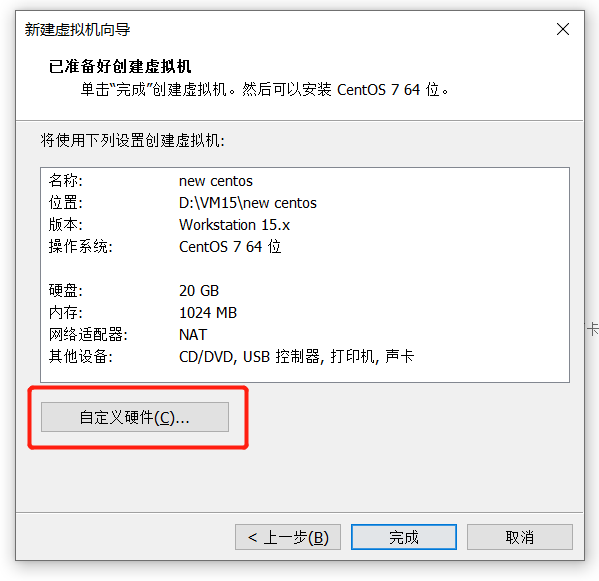 新建虚拟机向导
已准备好创建虚拟机
单击“完成”创建虚拟机。然后可以安装 CentOS 7 64 位。
将使用下列设置创建虚拟机:
名称: new centos
位置: D:\VM15\new centos
版本: Workstation 15.x
操作系统: CentOS 7 64 位
硬盘: 20 GB
内存: 1024 MB
网络适配器: NAT
其他设备: CD/DVD, USB 控制器, 打印机, 声卡
卡
自定义硬件(C)...
< 上一步(B) 完成 取消